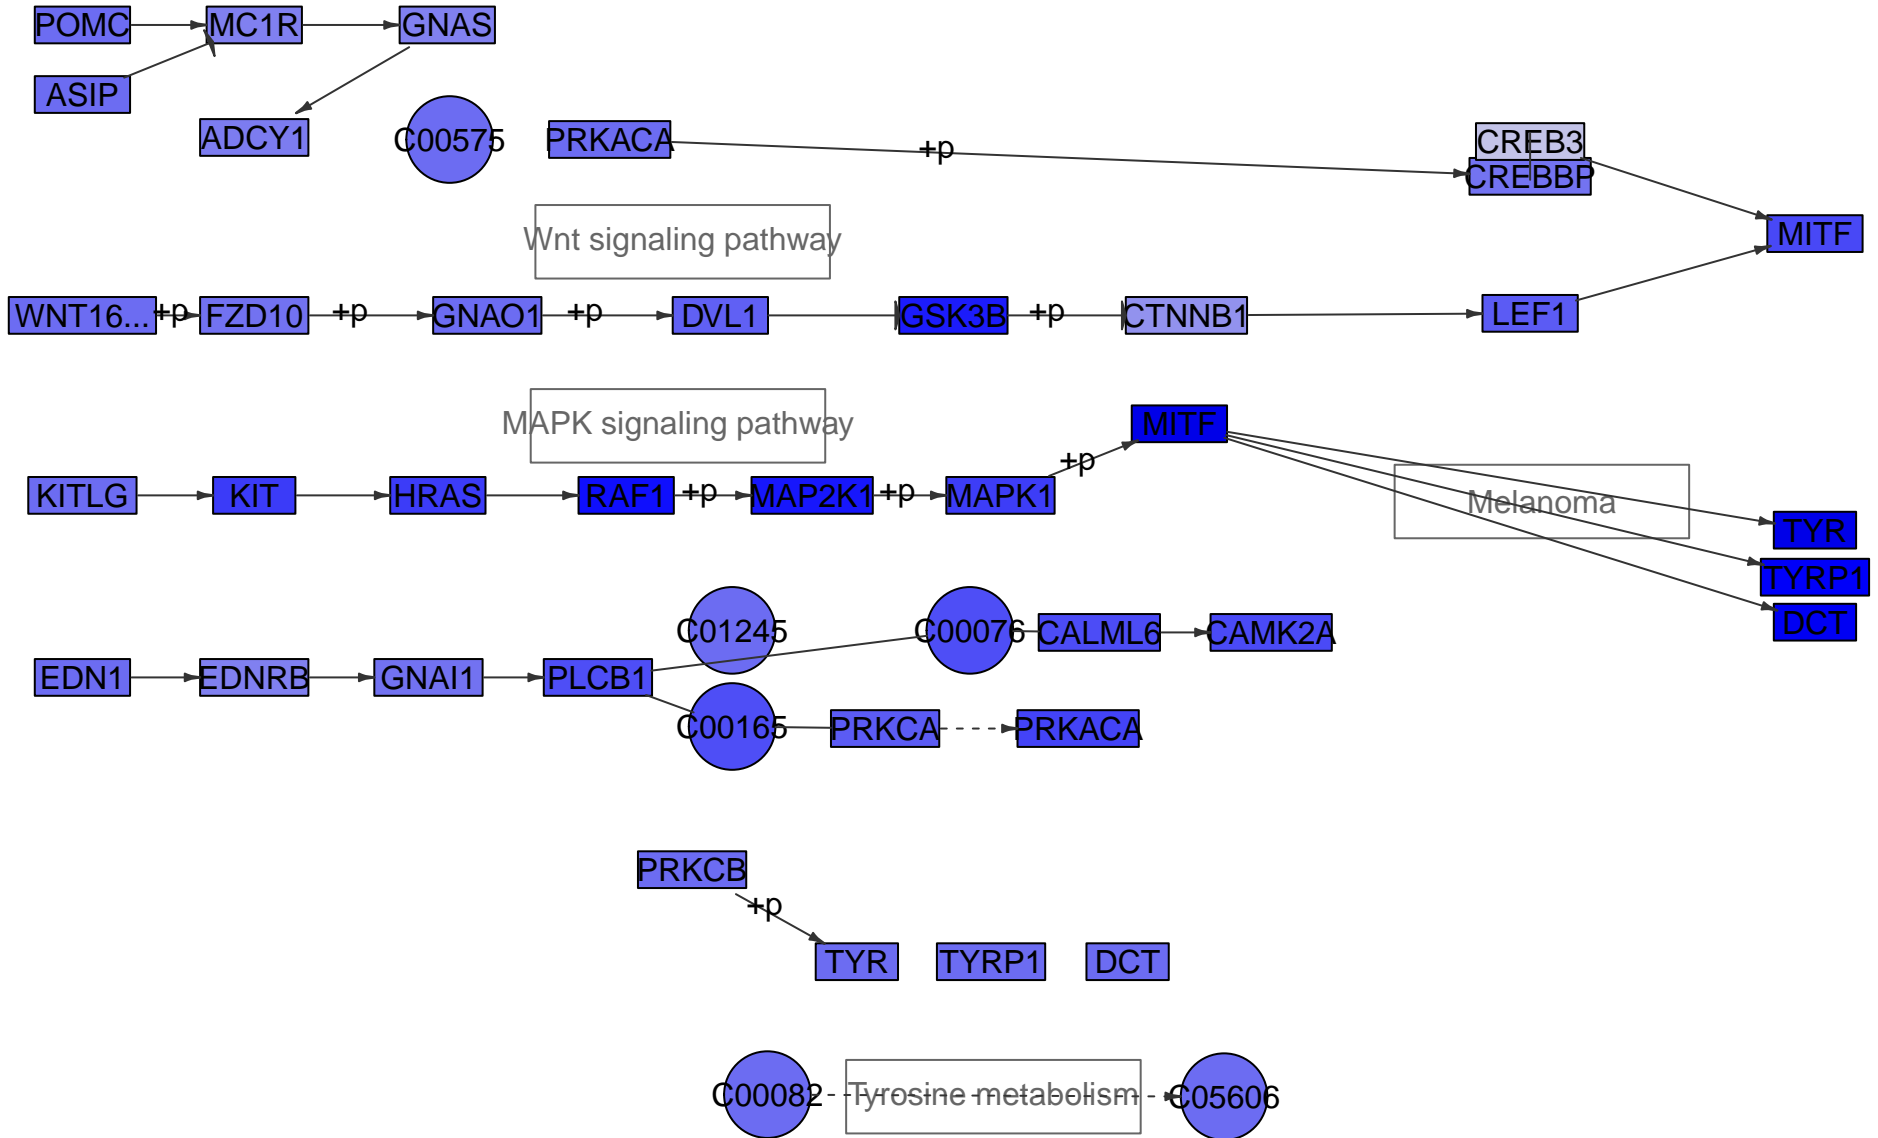 POMC
MC1R
GNAS
ASIP
ADCY1
C00575
PRKACA
+p
CREB3
CREBBP
MITF
Wnt signaling pathway
WNT16...
+p
FZD10
+p
GNAO1
+p
DVL1
GSK3B
+p
CTNNB1
LEF1
MAPK signaling pathway
MITF
+p
KITLG
KIT
HRAS
RAF1
+p
MAP2K1
+p
MAPK1
Melanoma
TYR
TYRP1
DCT
C01245
C00076
CALML6
CAMK2A
EDN1
EDNRB
GNAI1
PLCB1
C00165
PRKCA
PRKACA
PRKCB
+p
TYR
TYRP1
DCT
C00082
Tyrosine metabolism
C05606